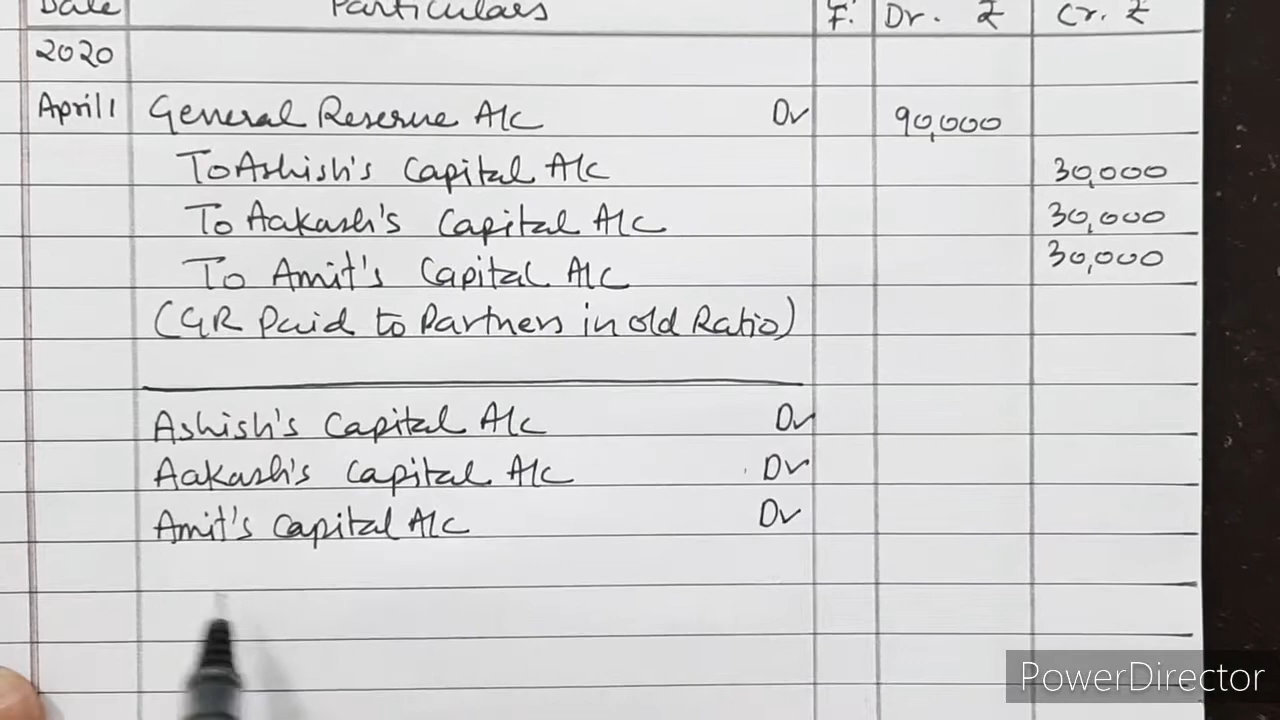 Date Particulars F. Dr. ₹ Cr. ₹
2020
April 1 General Reserve A/c Dr 90,000
To Ashish's Capital A/c 30,000
To Aakash's Capital A/c 30,000
To Amit's Capital A/c 30,000
(GR Paid to Partners in old Ratio)
Ashish's Capital A/c Dr
Aakash's Capital A/c Dr
Amit's Capital A/c Dr
PowerDirector